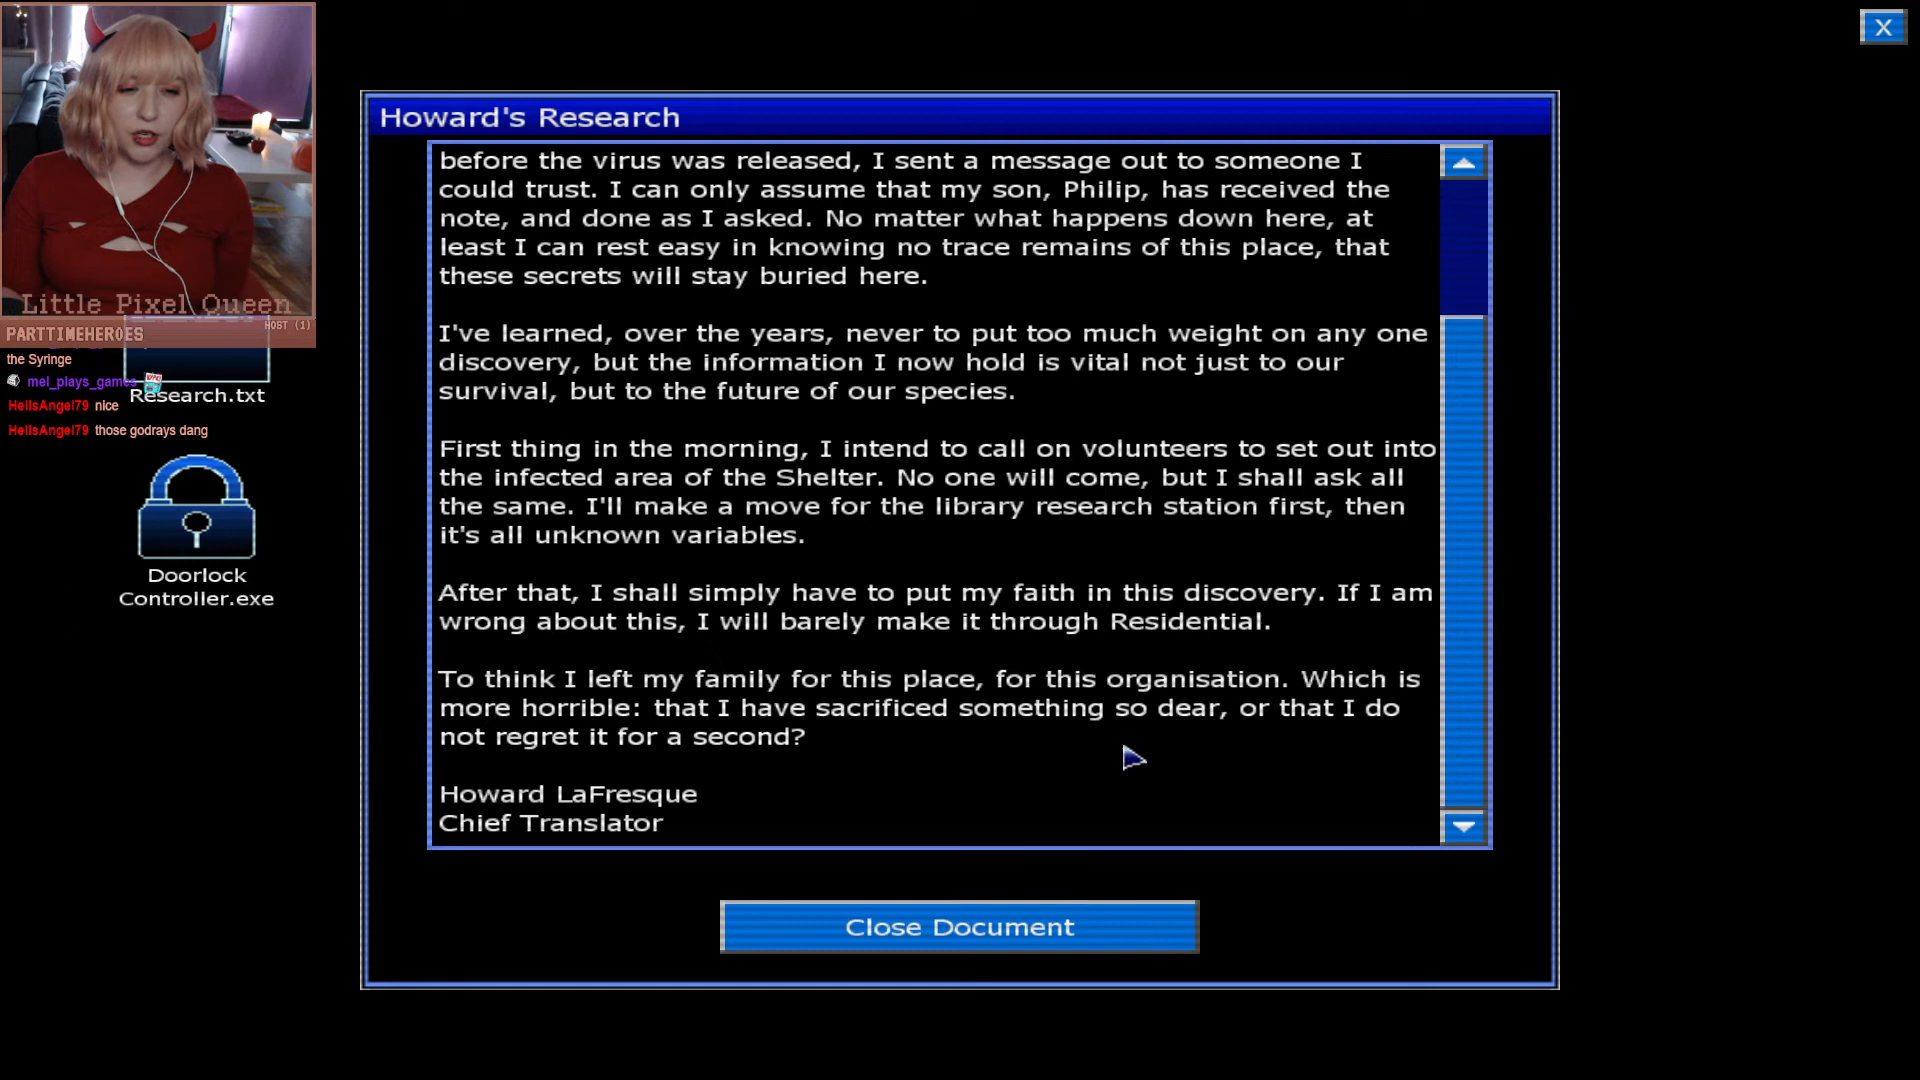 X
Howard's Research
before the virus was released, I sent a message out to someone I
could trust. I can only assume that my son, Philip, has received the
note, and done as I asked. No matter what happens down here, at
least I can rest easy in knowing no trace remains of this place, that
these secrets will stay buried here.
I've learned, over the years, never to put too much weight on any one
discovery, but the information I now hold is vital not just to our
survival, but to the future of our species.
First thing in the morning, I intend to call on volunteers to set out into
the infected area of the Shelter. No one will come, but I shall ask all
the same. I'll make a move for the library research station first, then
it's all unknown variables.
After that, I shall simply have to put my faith in this discovery. If I am
wrong about this, I will barely make it through Residential.
To think I left my family for this place, for this organisation. Which is
more horrible: that I have sacrificed something so dear, or that I do
not regret it for a second?
Howard LaFresque
Chief Translator
Close Document
Little Pixel Queen
PARTTIMEHEROES
HOST (1)
the Syringe
mel_plays_games
Research.txt
HellsAngel79 nice
HellsAngel79 those godrays dang
Doorlock
Controller.exe